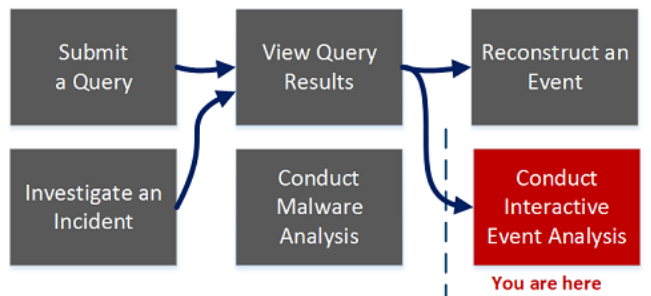 Submit
a Query
View Query
Results
Reconstruct an
Event
Investigate an
Incident
Conduct
Malware
Analysis
Conduct
Interactive
Event Analysis
You are here